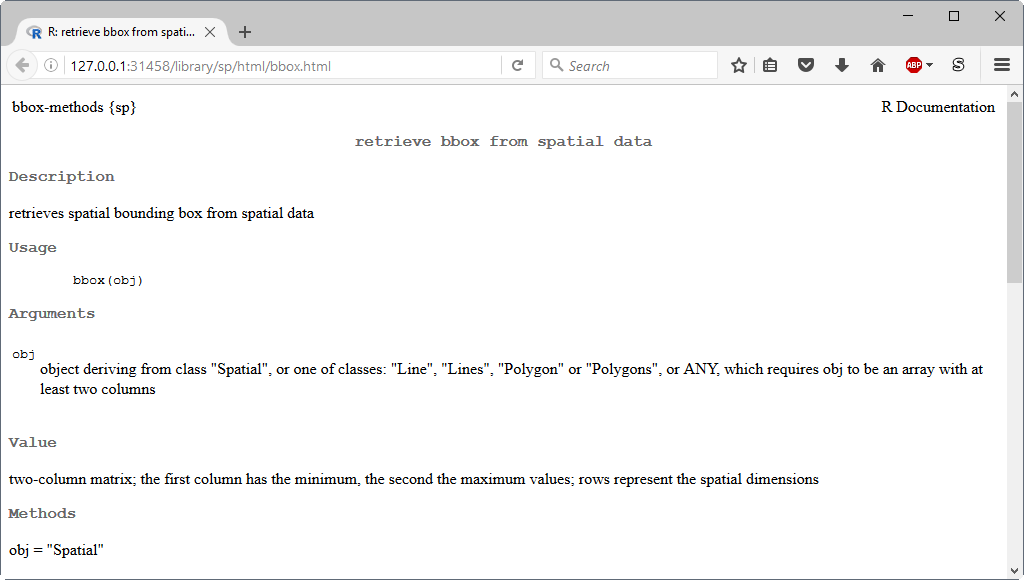 R: retrieve bbox from spati...
127.0.0.1:31458/library/sp/html/bbox.html
Search
ABP
S
bbox-methods {sp}
R Documentation
retrieve bbox from spatial data
Description
retrieves spatial bounding box from spatial data
Usage
bbox(obj)
Arguments
obj
object deriving from class "Spatial", or one of classes: "Line", "Lines", "Polygon" or "Polygons", or ANY, which requires obj to be an array with at
least two columns
Value
two-column matrix; the first column has the minimum, the second the maximum values; rows represent the spatial dimensions
Methods
obj = "Spatial"